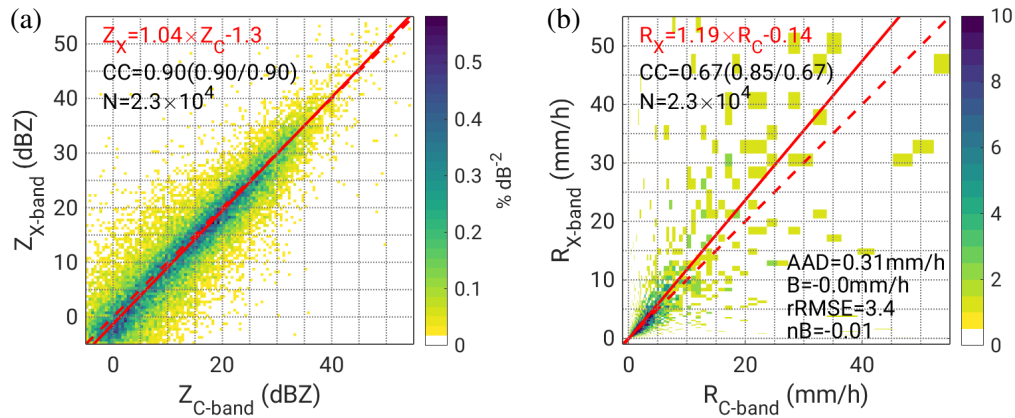 (a)
Z_X=1.04×Z_C-1.3
CC=0.90(0.90/0.90)
N=2.3×10^4
50
40
30
20
10
0
Z_X-band (dBZ)
0
20
40
Z_C-band (dBZ)
0.5
0.4
0.3
0.2
0.1
0
% dB^-2
(b)
R_X=1.19×R_C-0.14
CC=0.67(0.85/0.67)
N=2.3×10^4
50
40
30
20
10
0
R_X-band (mm/h)
AAD=0.31mm/h
B=-0.0mm/h
rRMSE=3.4
nB=-0.01
0
20
40
R_C-band (mm/h)
10
8
6
4
2
0